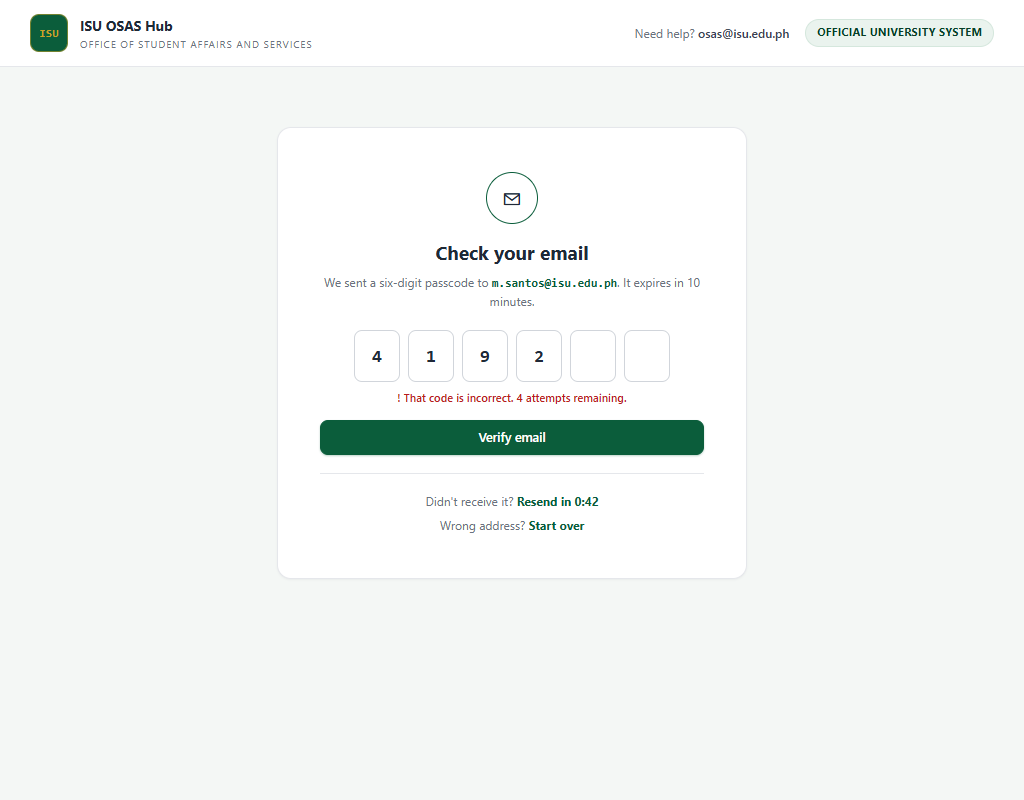 ISU
ISU OSAS Hub
OFFICE OF STUDENT AFFAIRS AND SERVICES
Need help? osas@isu.edu.ph
OFFICIAL UNIVERSITY SYSTEM
Check your email
We sent a six-digit passcode to m.santos@isu.edu.ph. It expires in 10
minutes.
4 1 9 2
! That code is incorrect. 4 attempts remaining.
Verify email
Didn't receive it? Resend in 0:42
Wrong address? Start over